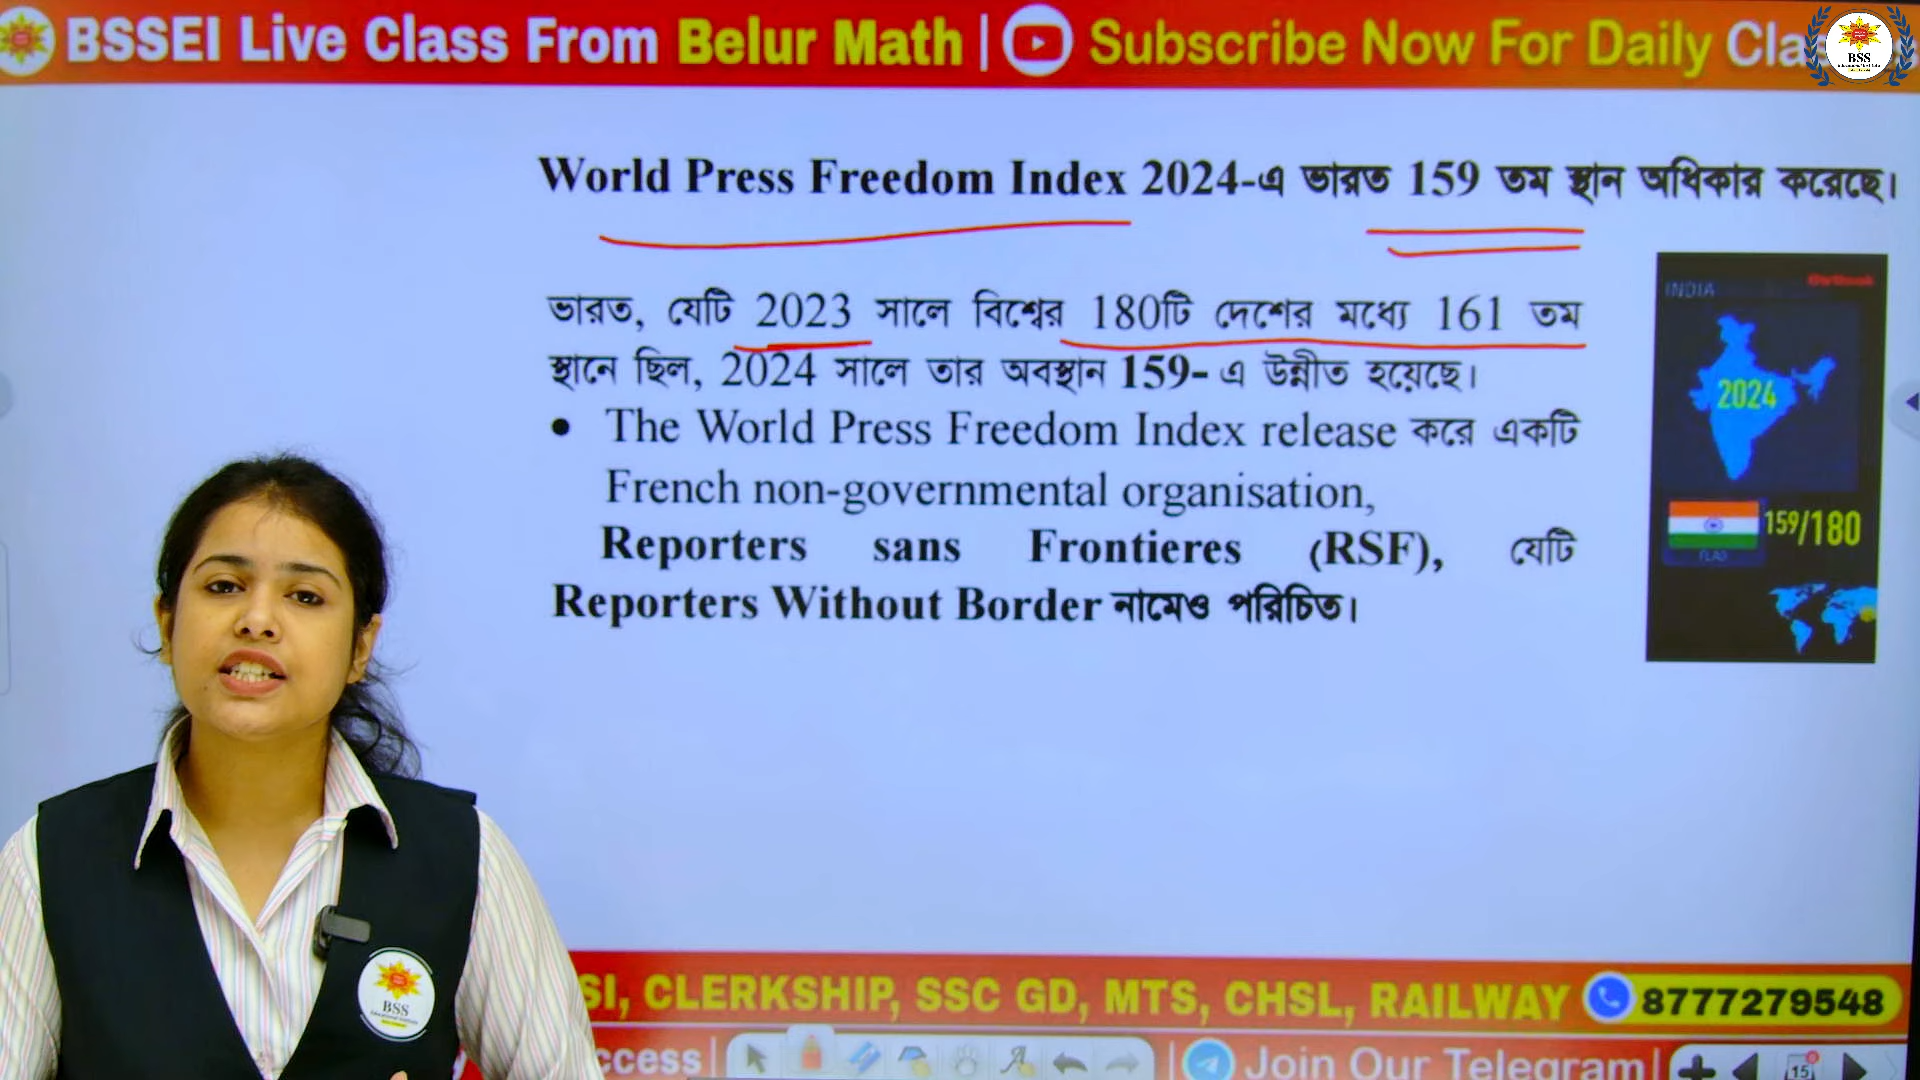 BSSEI Live Class From Belur Math | Subscribe Now For Daily Cla
BSS
World Press Freedom Index 2024-এ ভারত 159 তম স্থান অধিকার করেছে।
ভারত, যেটি 2023 সালে বিশ্বের 180টি দেশের মধ্যে 161 তম
স্থানে ছিল, 2024 সালে তার অবস্থান 159- এ উন্নীত হয়েছে।
• The World Press Freedom Index release করে একটি
French non-governmental organisation,
Reporters sans Frontieres (RSF), যেটি
Reporters Without Border নামেও পরিচিত।
INDIA
2024
159/180
FLAG
BSS
SI, CLERKSHIP, SSC GD, MTS, CHSL, RAILWAY 8777279548
ccess | Join Our Telegram |
15